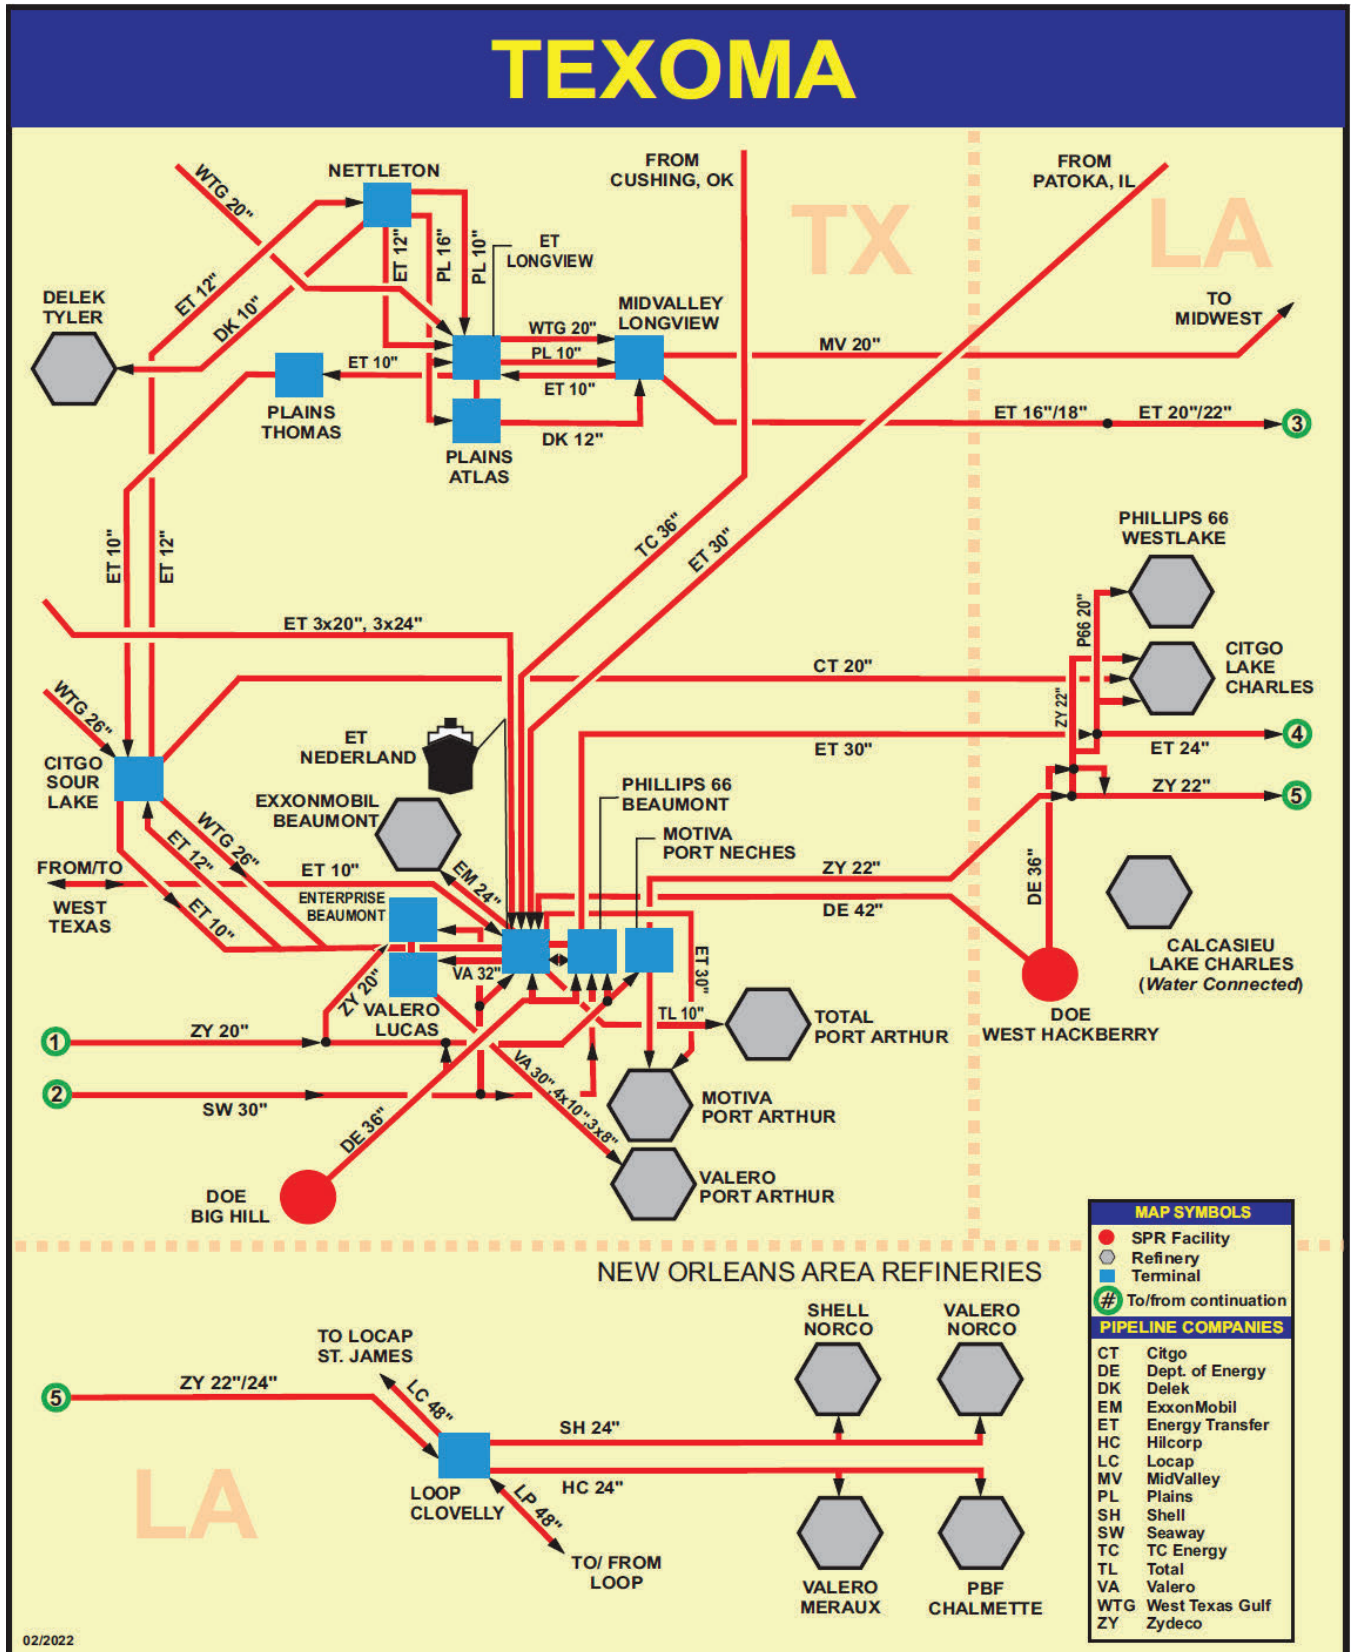 TEXOMA
TX
LA
FROM
CUSHING, OK
FROM
PATOKA, IL
NETTLETON
WTG 20"
ET 12"
PL 16"
PL 10"
ET
LONGVIEW
DELEK
TYLER
ET 12"
DK 10"
MIDVALLEY
LONGVIEW
TO
MIDWEST
WTG 20"
PL 10"
ET 10"
ET 10"
MV 20"
PLAINS
THOMAS
PLAINS
ATLAS
DK 12"
ET 16"/18"
ET 20"/22"
3
ET 10"
ET 12"
TC 36"
ET 30"
PHILLIPS 66
WESTLAKE
P66 20"
ET 3x20", 3x24"
CT 20"
CITGO
LAKE
CHARLES
ZY 22"
WTG 26"
CITGO
SOUR
LAKE
ET
NEDERLAND
ET 30"
ET 24"
4
EXXONMOBIL
BEAUMONT
PHILLIPS 66
BEAUMONT
ZY 22"
5
MOTIVA
PORT NECHES
WTG 26"
ET 12"
ET 10"
FROM/TO
WEST
TEXAS
ET 10"
EM 24"
ENTERPRISE
BEAUMONT
ZY 22"
DE 42"
DE 36"
CALCASIEU
LAKE CHARLES
(Water Connected)
ET 30"
VA 32"
ZY 20"
VALERO
LUCAS
TL 10"
TOTAL
PORT ARTHUR
DOE
WEST HACKBERRY
1
ZY 20"
2
SW 30"
VA 30",4x10",3x8"
MOTIVA
PORT ARTHUR
DE 36"
DOE
BIG HILL
VALERO
PORT ARTHUR
MAP SYMBOLS
SPR Facility
Refinery
Terminal
# To/from continuation
PIPELINE COMPANIES
CT Citgo
DE Dept. of Energy
DK Delek
EM ExxonMobil
ET Energy Transfer
HC Hilcorp
LC Locap
MV MidValley
PL Plains
SH Shell
SW Seaway
TC TC Energy
TL Total
VA Valero
WTG West Texas Gulf
ZY Zydeco
NEW ORLEANS AREA REFINERIES
SHELL
NORCO
VALERO
NORCO
TO LOCAP
ST. JAMES
5
ZY 22"/24"
LC 48"
SH 24"
HC 24"
LOOP
CLOVELLY
LP 48"
LA
TO/ FROM
LOOP
VALERO
MERAUX
PBF
CHALMETTE
02/2022